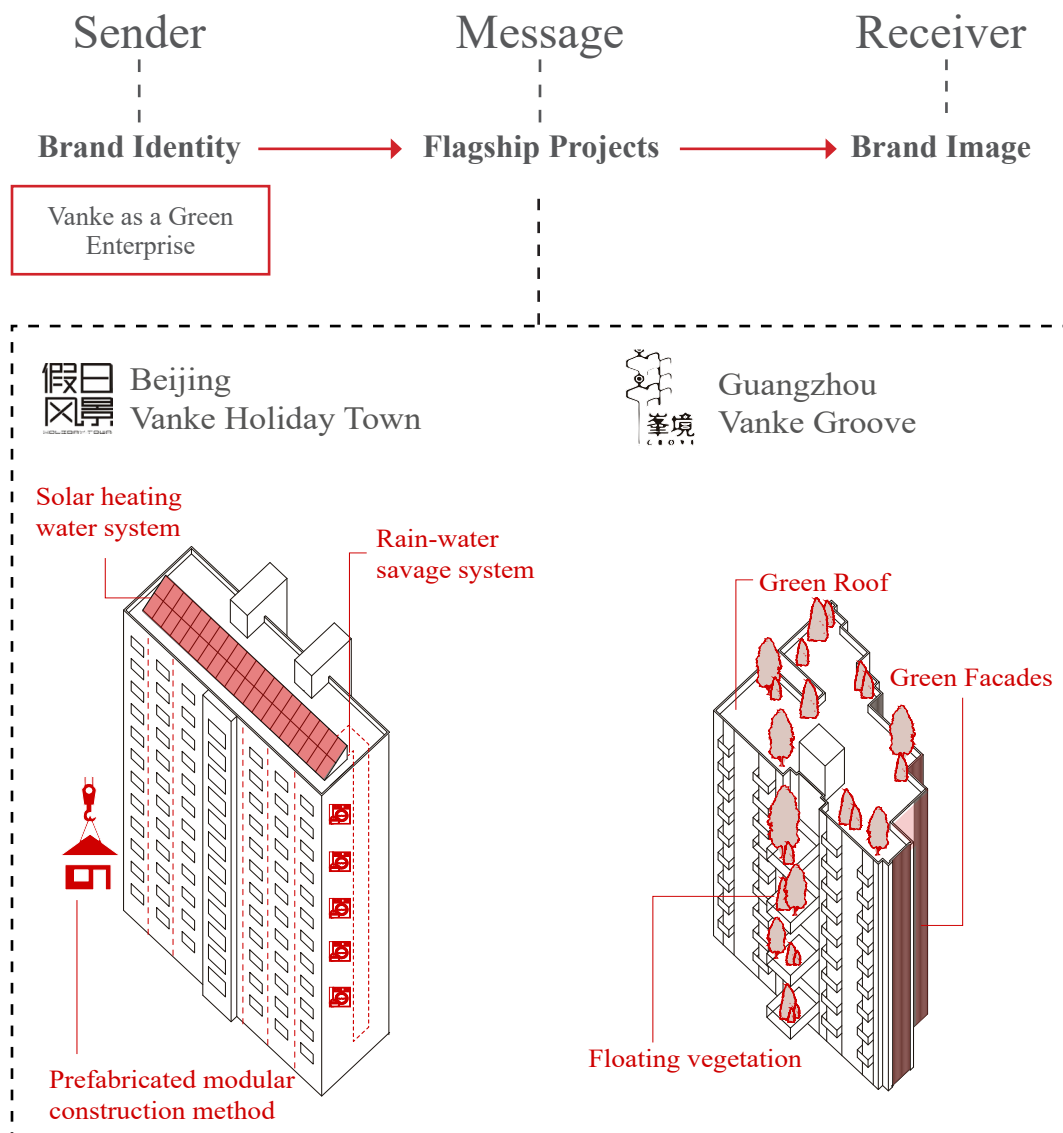 Sender
Message
Receiver
Brand Identity
Flagship Projects
Brand Image
Vanke as a Green
Enterprise
假日
风景
HOLIDAY TOWN
Beijing
Vanke Holiday Town
峯境
Guangzhou
Vanke Groove
Solar heating
water system
Rain-water
savage system
Green Roof
Green Facades
Floating vegetation
Prefabricated modular
construction method